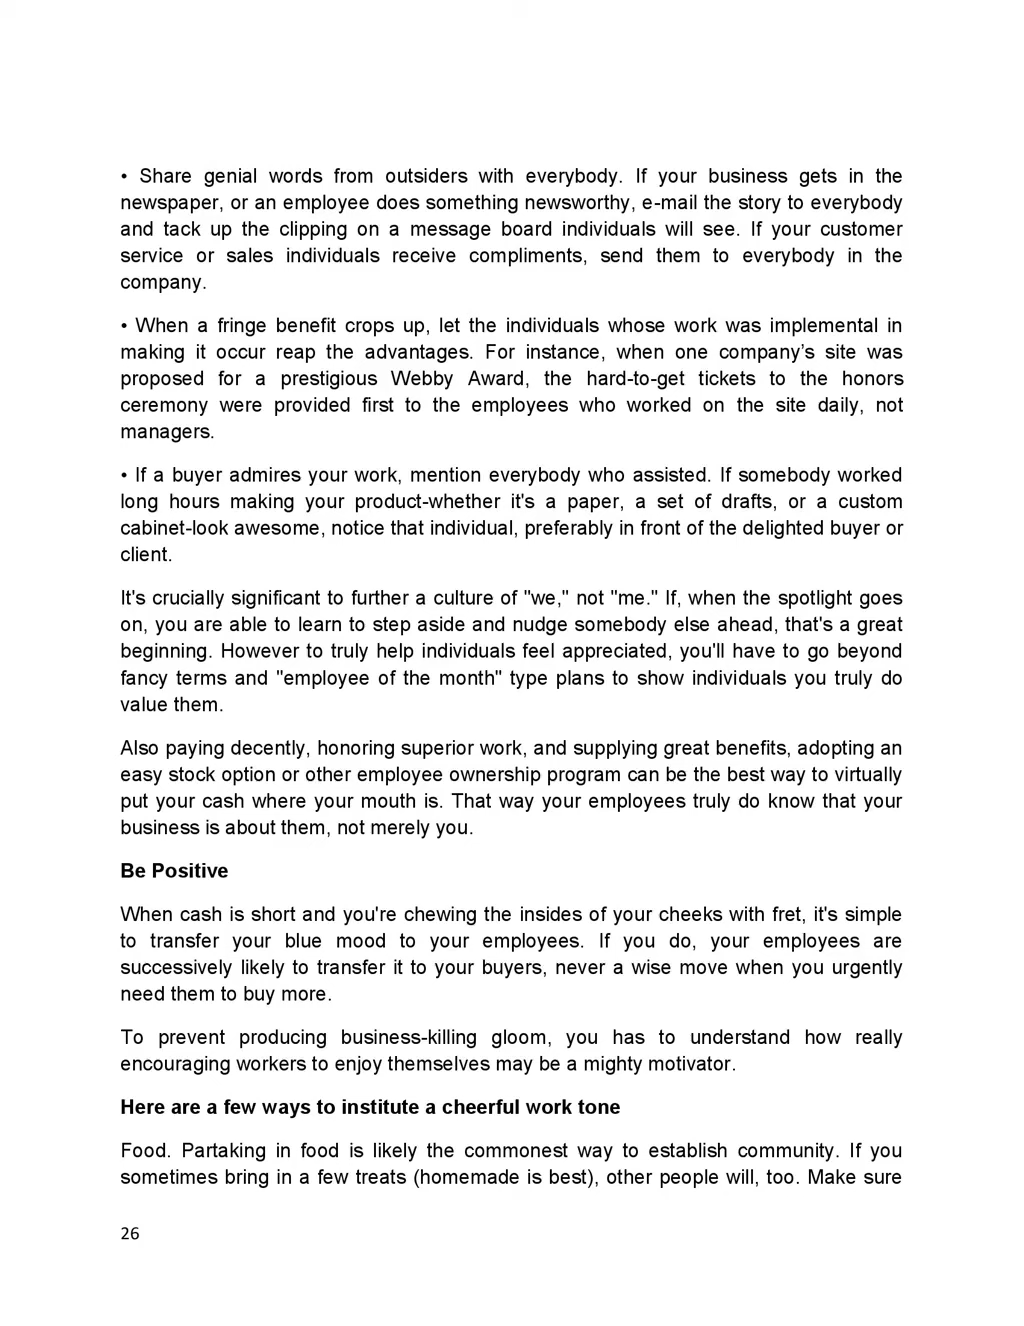 • Share genial words from outsiders with everybody. If your business gets in the
newspaper, or an employee does something newsworthy, e-mail the story to everybody
and tack up the clipping on a message board individuals will see. If your customer
service or sales individuals receive compliments, send them to everybody in the
company.
• When a fringe benefit crops up, let the individuals whose work was implemental in
making it occur reap the advantages. For instance, when one company’s site was
proposed for a prestigious Webby Award, the hard-to-get tickets to the honors
ceremony were provided first to the employees who worked on the site daily, not
managers.
• If a buyer admires your work, mention everybody who assisted. If somebody worked
long hours making your product-whether it's a paper, a set of drafts, or a custom
cabinet-look awesome, notice that individual, preferably in front of the delighted buyer or
client.
It's crucially significant to further a culture of "we," not "me." If, when the spotlight goes
on, you are able to learn to step aside and nudge somebody else ahead, that's a great
beginning. However to truly help individuals feel appreciated, you'll have to go beyond
fancy terms and "employee of the month" type plans to show individuals you truly do
value them.
Also paying decently, honoring superior work, and supplying great benefits, adopting an
easy stock option or other employee ownership program can be the best way to virtually
put your cash where your mouth is. That way your employees truly do know that your
business is about them, not merely you.
Be Positive
When cash is short and you're chewing the insides of your cheeks with fret, it's simple
to transfer your blue mood to your employees. If you do, your employees are
successively likely to transfer it to your buyers, never a wise move when you urgently
need them to buy more.
To prevent producing business-killing gloom, you has to understand how really
encouraging workers to enjoy themselves may be a mighty motivator.
Here are a few ways to institute a cheerful work tone
Food. Partaking in food is likely the commonest way to establish community. If you
sometimes bring in a few treats (homemade is best), other people will, too. Make sure
26